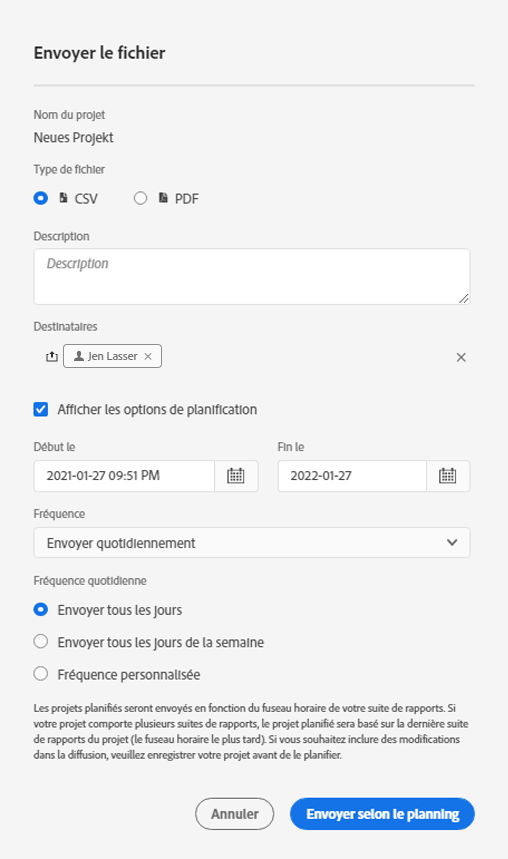 Envoyer le fichier
Nom du projet
Neues Projekt
Type de fichier
CSV PDF
Description
Description
Destinataires
Jen Lasser
Afficher les options de planification
Début le Fin le
2021-01-27 09:51 PM 2022-01-27
Fréquence
Envoyer quotidiennement
Fréquence quotidienne
Envoyer tous les jours
Envoyer tous les jours de la semaine
Fréquence personnalisée
Les projets planifiés seront envoyés en fonction du fuseau horaire de votre suite de rapports. Si
votre projet comporte plusieurs suites de rapports, le projet planifié sera basé sur la dernière suite
de rapports du projet (le fuseau horaire le plus tard). Si vous souhaitez inclure des modifications
dans la diffusion, veuillez enregistrer votre projet avant de le planifier.
Annuler Envoyer selon le planning